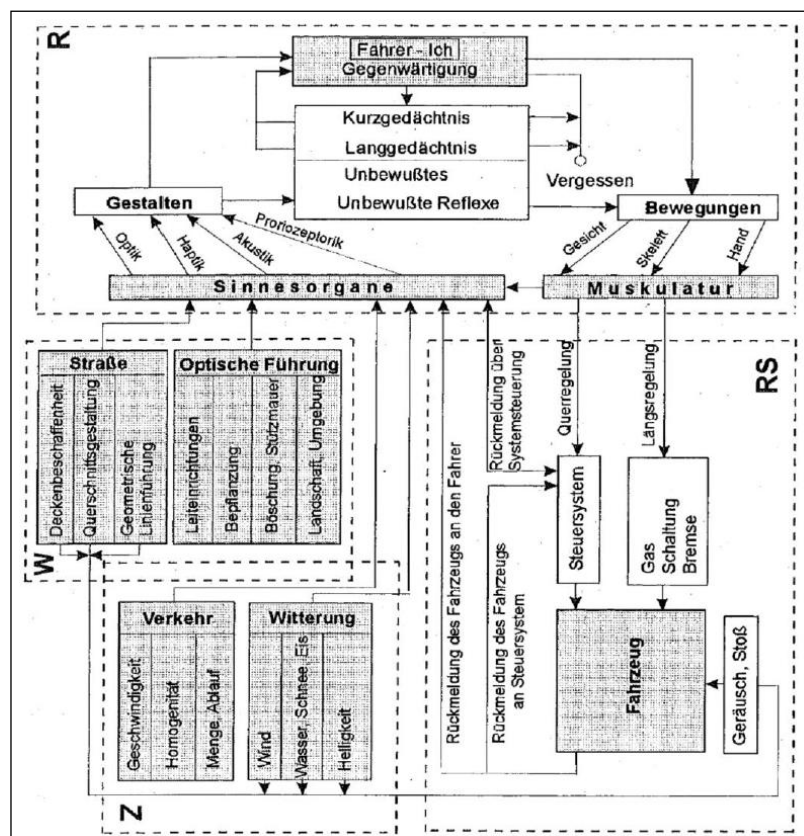 R
Fahrer - Ich
Gegenwärtigung
Kurzgedächtnis
Langgedächtnis
Unbewußtes
Unbewußte Reflexe
Vergessen
Gestalten
Bewegungen
Optik
Haptik
Akustik
Proriozeptorik
Gesicht
Skelett
Hand
Sinnesorgane
Muskulatur
Straße
Deckenbeschaffenheit
Querschnittsgestaltung
Geometrische
Linienführung
Optische Führung
Leiteinrichtungen
Bepflanzung
Böschung, Stützmauer
Landschaft, Umgebung
W
Verkehr
Geschwindigkeit
Homogenität
Menge, Ablauf
Witterung
Wind
Wasser, Schnee, Eis
Helligkeit
Z
RS
Rückmeldung des Fahrzeugs an den Fahrer
Rückmeldung des Fahrzeugs
an Steuersystem
Rückmeldung über
Systemsteuerung
Querregelung
Längsregelung
Steuersystem
Gas
Schaltung
Bremse
Fahrzeug
Geräusch, Stoß